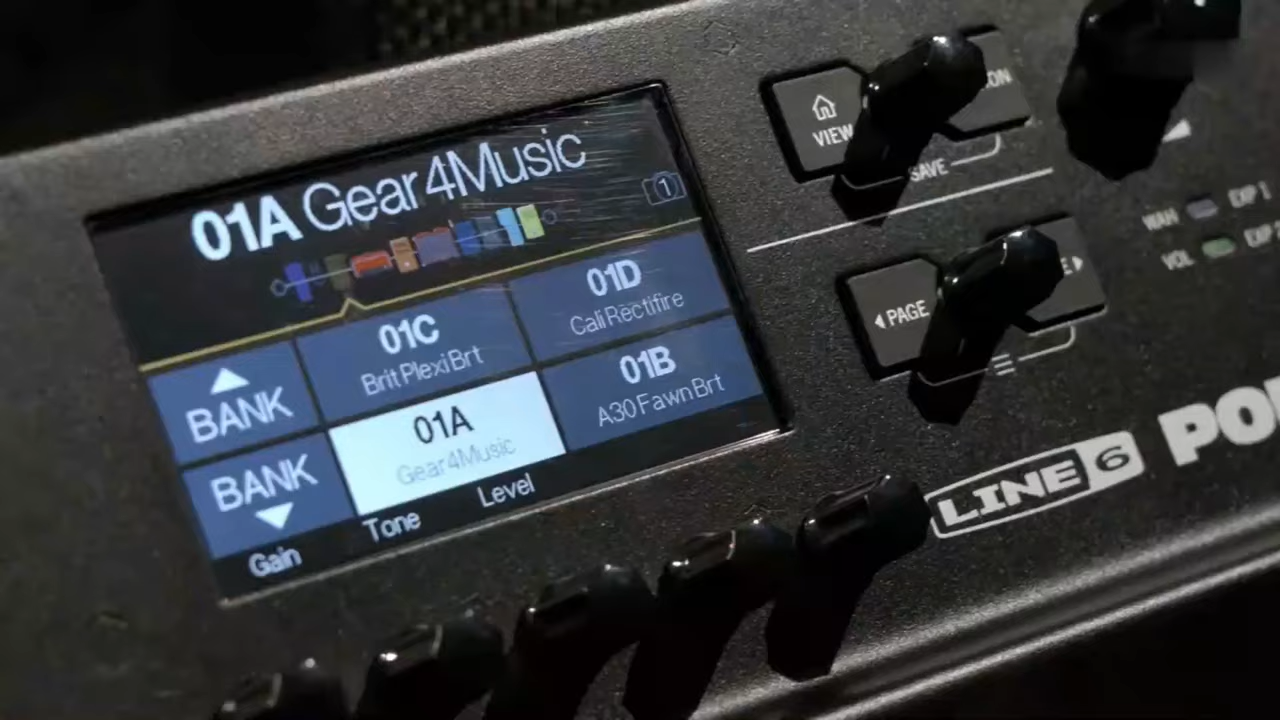 01A Gear4Music
1
01D
Cali Rectifire
01C
Brit Plexi Brt
BANK
01B
A30 Fawn Brt
01A
Gear4Music
BANK
Gain
Tone
Level
VIEW
SAVE
PAGE
WAH
EXP 1
VOL
LINE 6